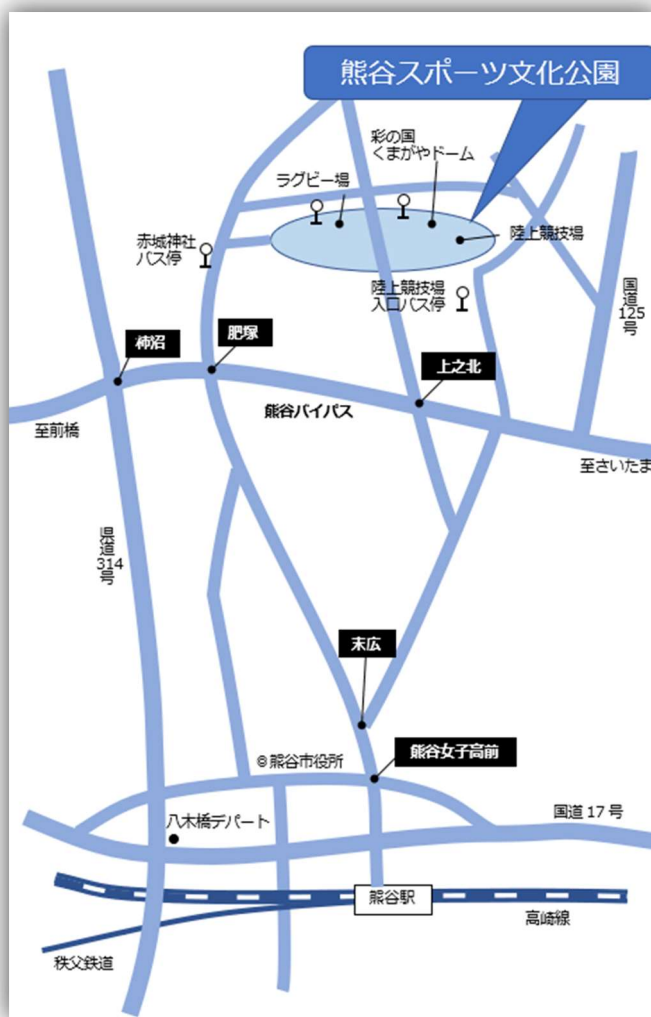 熊谷スポーツ文化公園
彩の国
くまがやドーム
ラグビー場
赤城神社
バス停
陸上競技場
陸上競技場
入口バス停
国道
125
号
柿沼
肥塚
上之北
熊谷バイパス
至前橋
至さいたま
県道
314
号
末広
熊谷女子高前
◎熊谷市役所
八木橋デパート
国道 17 号
熊谷駅
高崎線
秩父鉄道